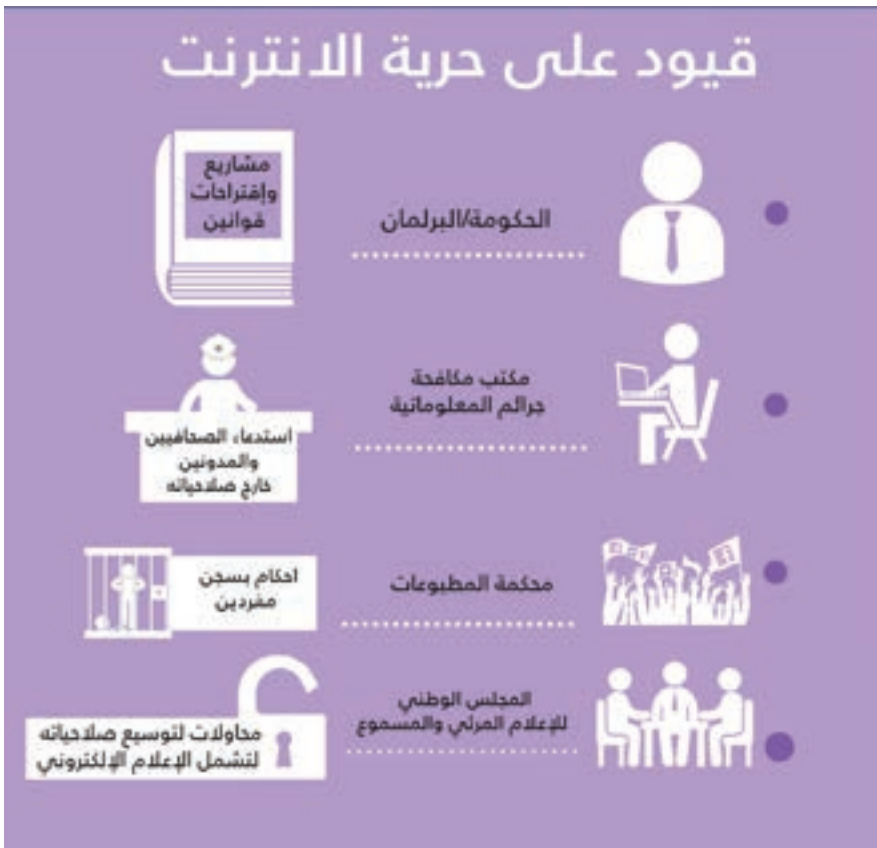 قيود على حرية الانترنت
الحكومة/البرلمان
مشاريع
وإقتراحات
قوانين
مكتب مكافحة
جرائم المعلوماتية
استدعاء الصحافيين
والمدونين
خارج صلاحياته
محكمة المطبوعات
احكام بسجن
مغردين
المجلس الوطني
للإعلام المرئي والمسموع
محاولات لتوسيع صلاحياته
لتشمل الإعلام الإلكتروني